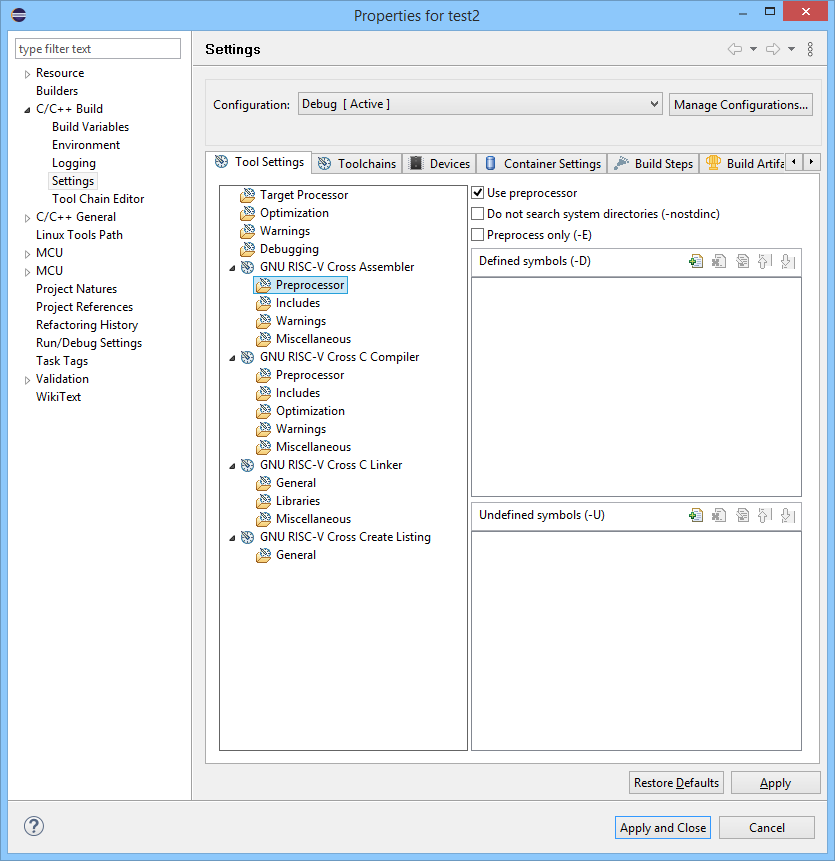 Properties for test2
type filter text
Resource
Builders
C/C++ Build
Build Variables
Environment
Logging
Settings
Tool Chain Editor
C/C++ General
Linux Tools Path
MCU
MCU
Project Natures
Project References
Refactoring History
Run/Debug Settings
Task Tags
Validation
WikiText
Settings
Configuration:
Debug [ Active ]
Manage Configurations...
Tool Settings
Toolchains
Devices
Container Settings
Build Steps
Build Artifa
Target Processor
Optimization
Warnings
Debugging
GNU RISC-V Cross Assembler
Preprocessor
Includes
Warnings
Miscellaneous
GNU RISC-V Cross C Compiler
Preprocessor
Includes
Optimization
Warnings
Miscellaneous
GNU RISC-V Cross C Linker
General
Libraries
Miscellaneous
GNU RISC-V Cross Create Listing
General
Use preprocessor
Do not search system directories (-nostdinc)
Preprocess only (-E)
Defined symbols (-D)
Undefined symbols (-U)
Restore Defaults
Apply
?
Apply and Close
Cancel